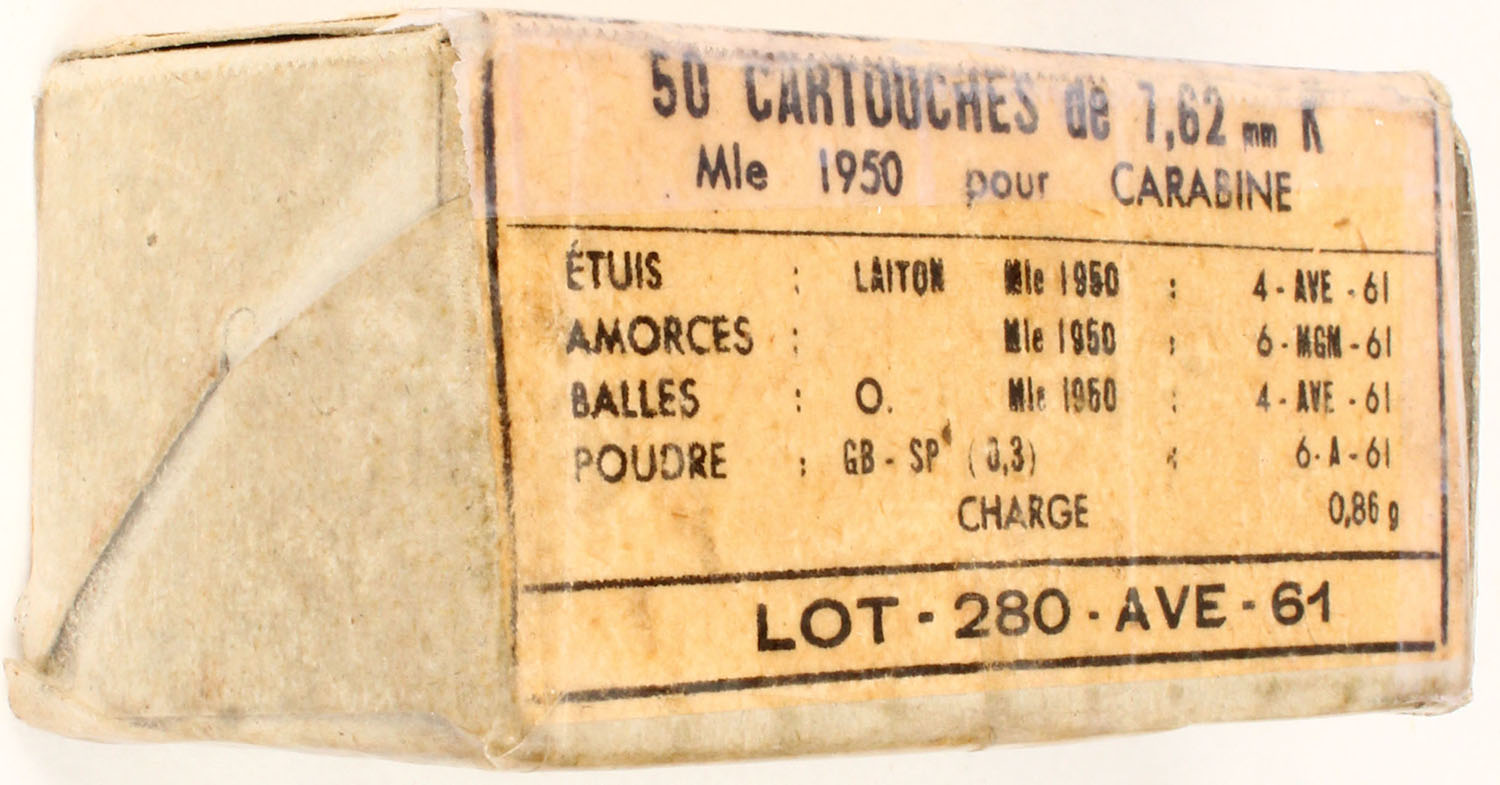 50 CARTOUCHES de 7,62 mm K
Mle 1950 pour CARABINE
ÉTUIS : LAITON Mle 1950 : 4-AVE-61
AMORCES : Mle 1950 : 6-MGM-61
BALLES : O. Mle 1950 : 4-AVE-61
POUDRE : GB-SP (0,3) : 6-A-61
CHARGE 0,86 g
LOT-280-AVE-61